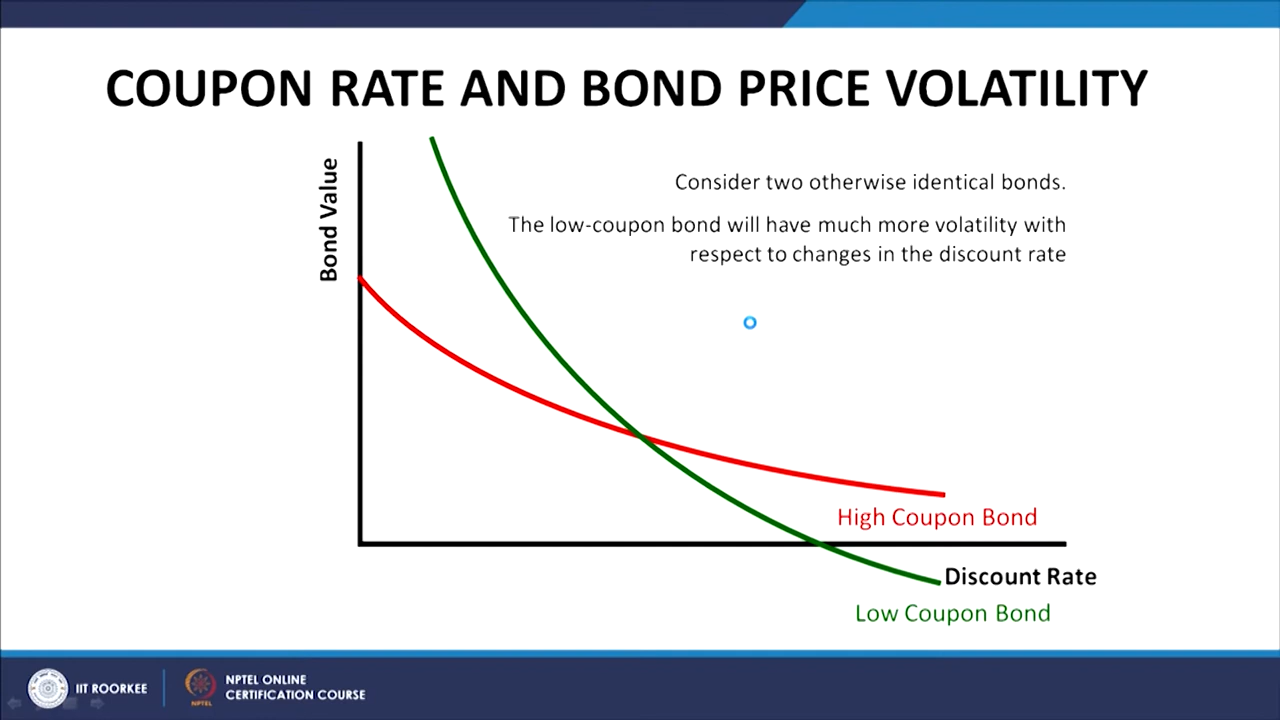 COUPON RATE AND BOND PRICE VOLATILITY
Bond Value
Consider two otherwise identical bonds.
The low-coupon bond will have much more volatility with
respect to changes in the discount rate
High Coupon Bond
Discount Rate
Low Coupon Bond
IIT ROORKEE
NPTEL
NPTEL ONLINE
CERTIFICATION COURSE